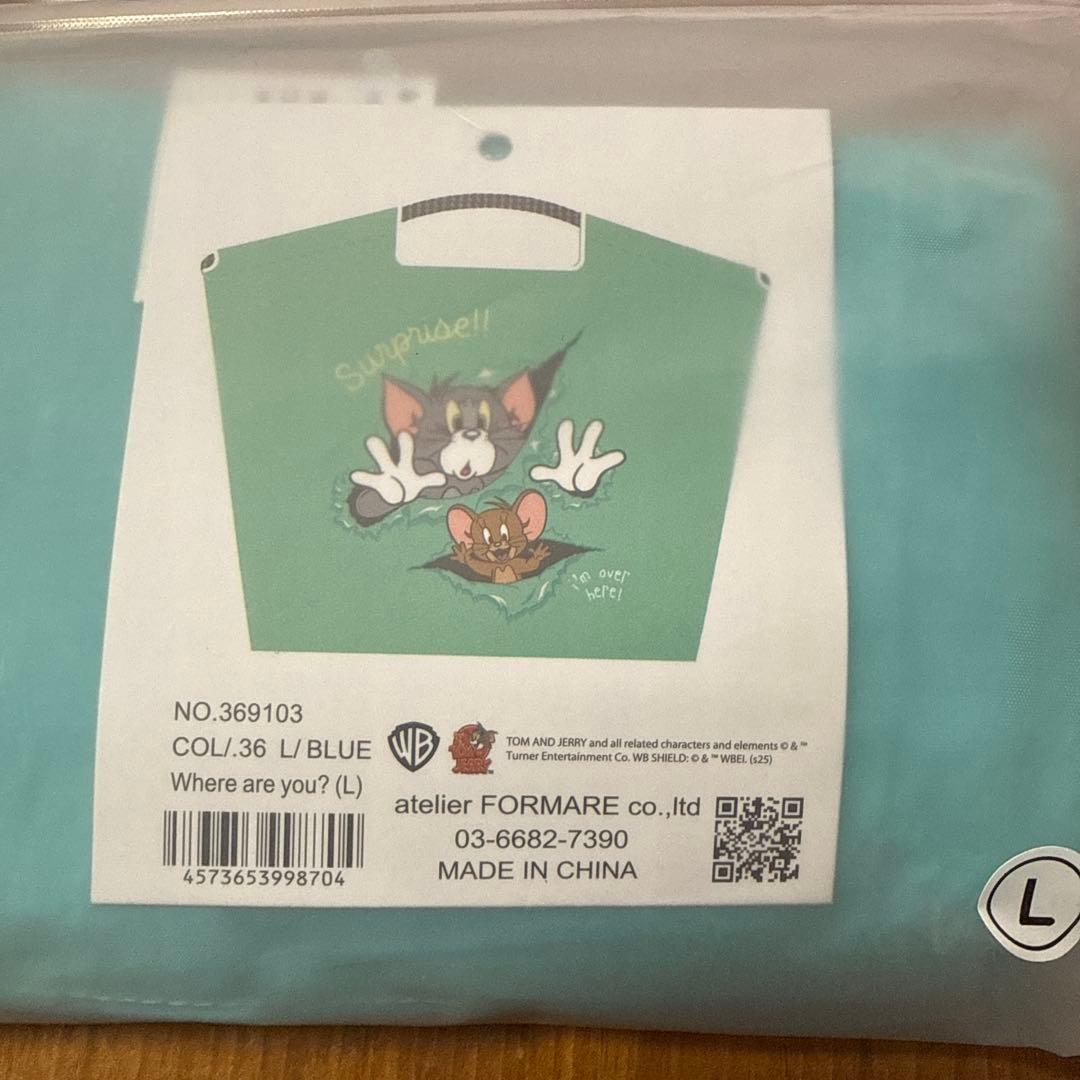 Surprise!!
i'm over
here!
NO.369103
COL/.36 L/BLUE
Where are you? (L)
4573653998704
WB
TOM AND JERRY and all related characters and elements © & ™
Turner Entertainment Co. WB SHIELD: © & ™ WBEI. (s25)
atelier FORMARE co.,ltd
03-6682-7390
MADE IN CHINA
L